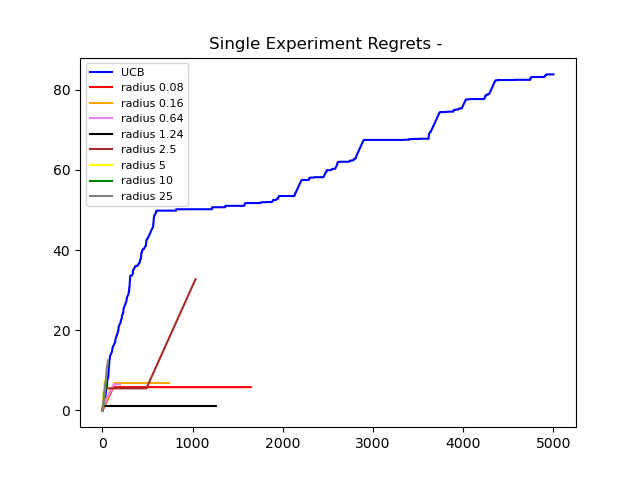 Single Experiment Regrets -
UCB
radius 0.08
radius 0.16
radius 0.64
radius 1.24
radius 2.5
radius 5
radius 10
radius 25
80
60
40
20
0
0 1000 2000 3000 4000 5000